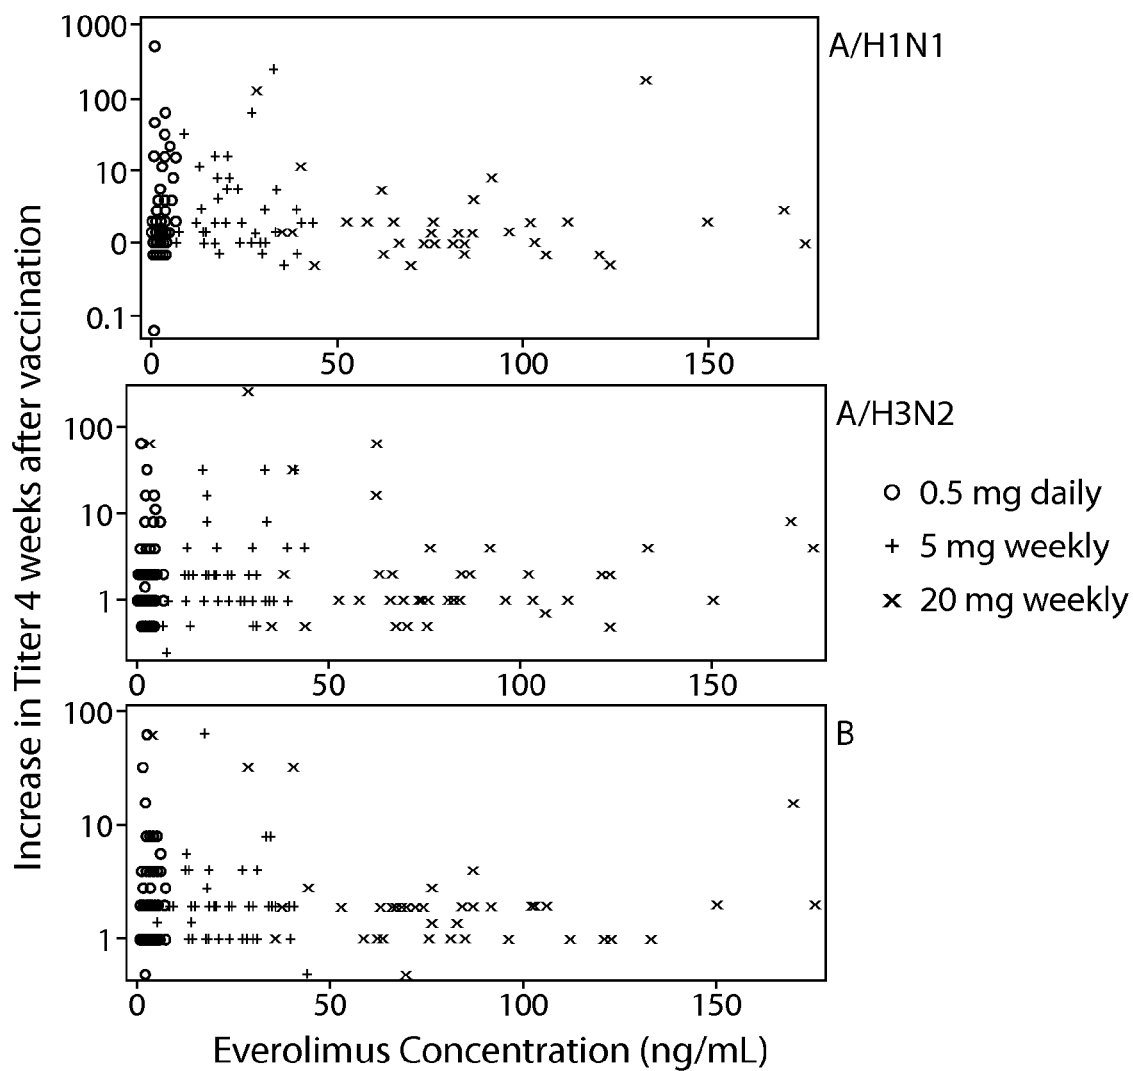 Increase in Titer 4 weeks after vaccination
1000
100
10
0
0.1
0 50 100 150
A/H1N1
100
10
1
0 50 100 150
A/H3N2
0.5 mg daily
5 mg weekly
20 mg weekly
100
10
1
0 50 100 150
B
Everolimus Concentration (ng/mL)